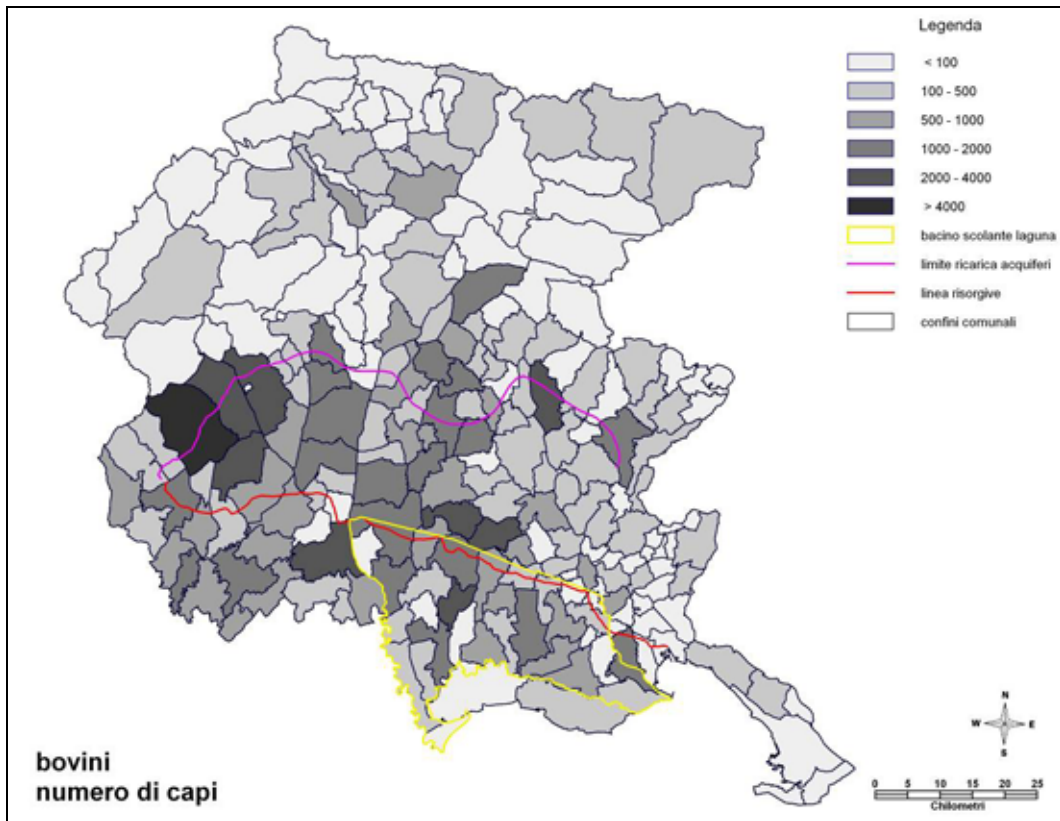 Legenda
< 100
100 - 500
500 - 1000
1000 - 2000
2000 - 4000
> 4000
bacino scolante laguna
limite ricarica acquiferi
linea risorgive
confini comunali
N
W E
S
0 5 10 15 20 25
Chilometri
bovini
numero di capi